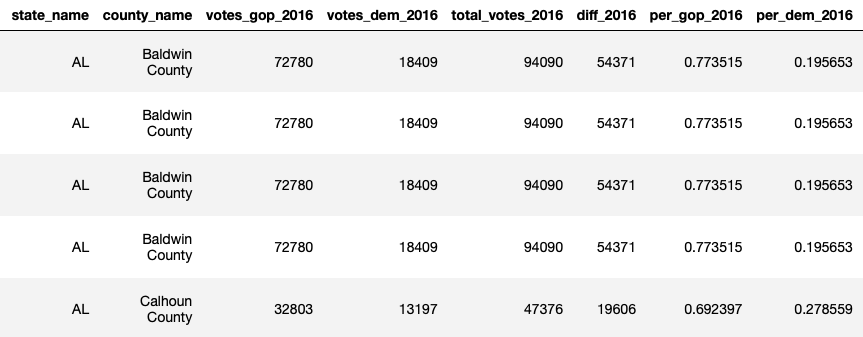 state_name county_name votes_gop_2016 votes_dem_2016 total_votes_2016 diff_2016 per_gop_2016 per_dem_2016
AL Baldwin County 72780 18409 94090 54371 0.773515 0.195653
AL Baldwin County 72780 18409 94090 54371 0.773515 0.195653
AL Baldwin County 72780 18409 94090 54371 0.773515 0.195653
AL Baldwin County 72780 18409 94090 54371 0.773515 0.195653
AL Calhoun County 32803 13197 47376 19606 0.692397 0.278559